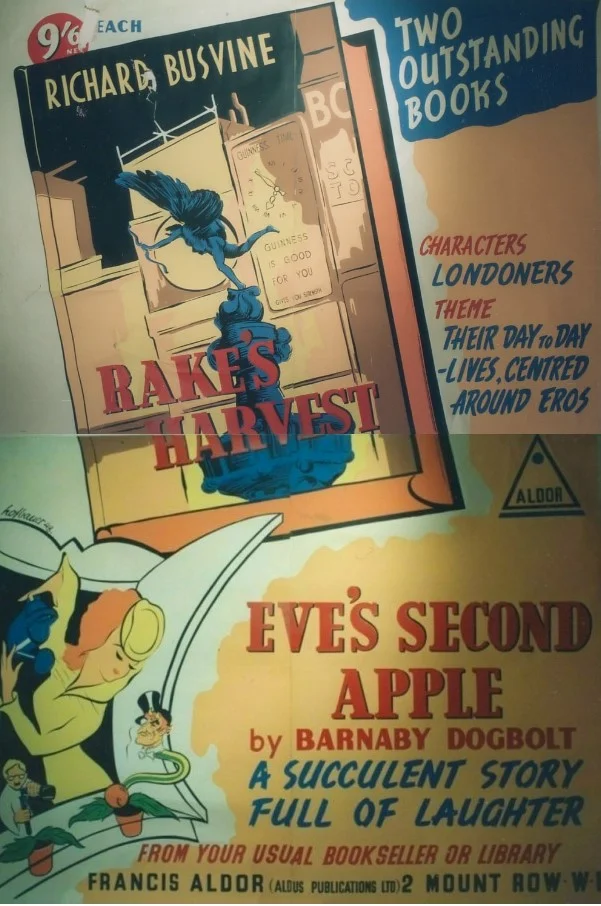 9/6 EACH
NET
RICHARD BUSVINE
TWO
OUTSTANDING
BOOKS
BO
GUINNESS TIME
GUINNESS
IS GOOD
FOR YOU
CHARACTERS
LONDONERS
THEME
THEIR DAY TO DAY
-LIVES, CENTRED
-AROUND EROS
RAKE'S
HARVEST
ALDOR
EVE'S SECOND
APPLE
by BARNABY DOGBOLT
A SUCCULENT STORY
FULL OF LAUGHTER
FROM YOUR USUAL BOOKSELLER OR LIBRARY
FRANCIS ALDOR (ALDUS PUBLICATIONS LTD) 2 MOUNT ROW·W·1